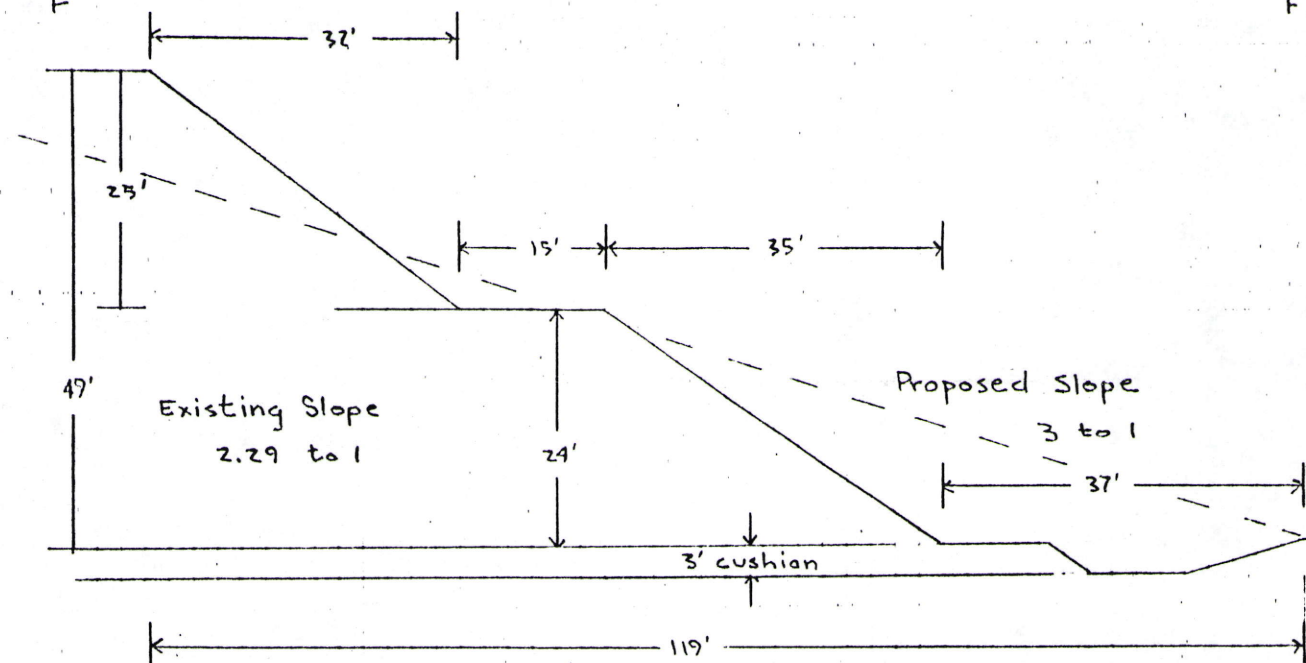 32'
25'
15'
35'
49'
Existing Slope
2.29 to 1
24'
Proposed Slope
3 to 1
37'
3' cushion
119'